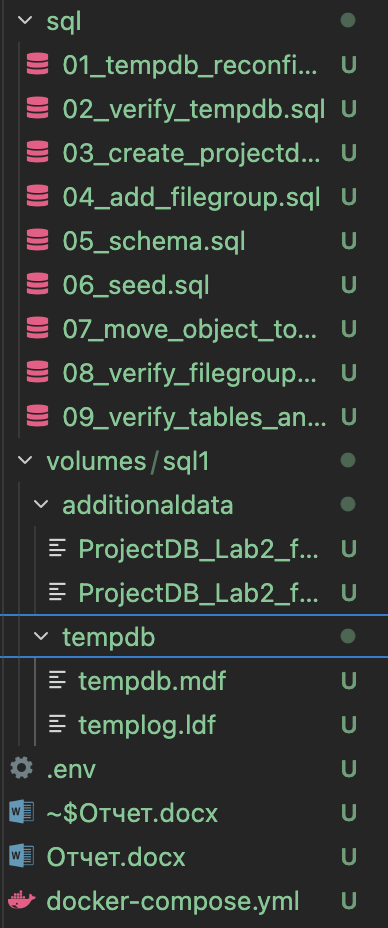 sql
01_tempdb_reconfi... U
02_verify_tempdb.sql U
03_create_projectd... U
04_add_filegroup.sql U
05_schema.sql U
06_seed.sql U
07_move_object_to... U
08_verify_filegroup... U
09_verify_tables_an... U
volumes/sql1
additionaldata
ProjectDB_Lab2_f... U
ProjectDB_Lab2_f... U
tempdb
tempdb.mdf U
templog.ldf U
.env U
~$Отчет.docx U
Отчет.docx U
docker-compose.yml U